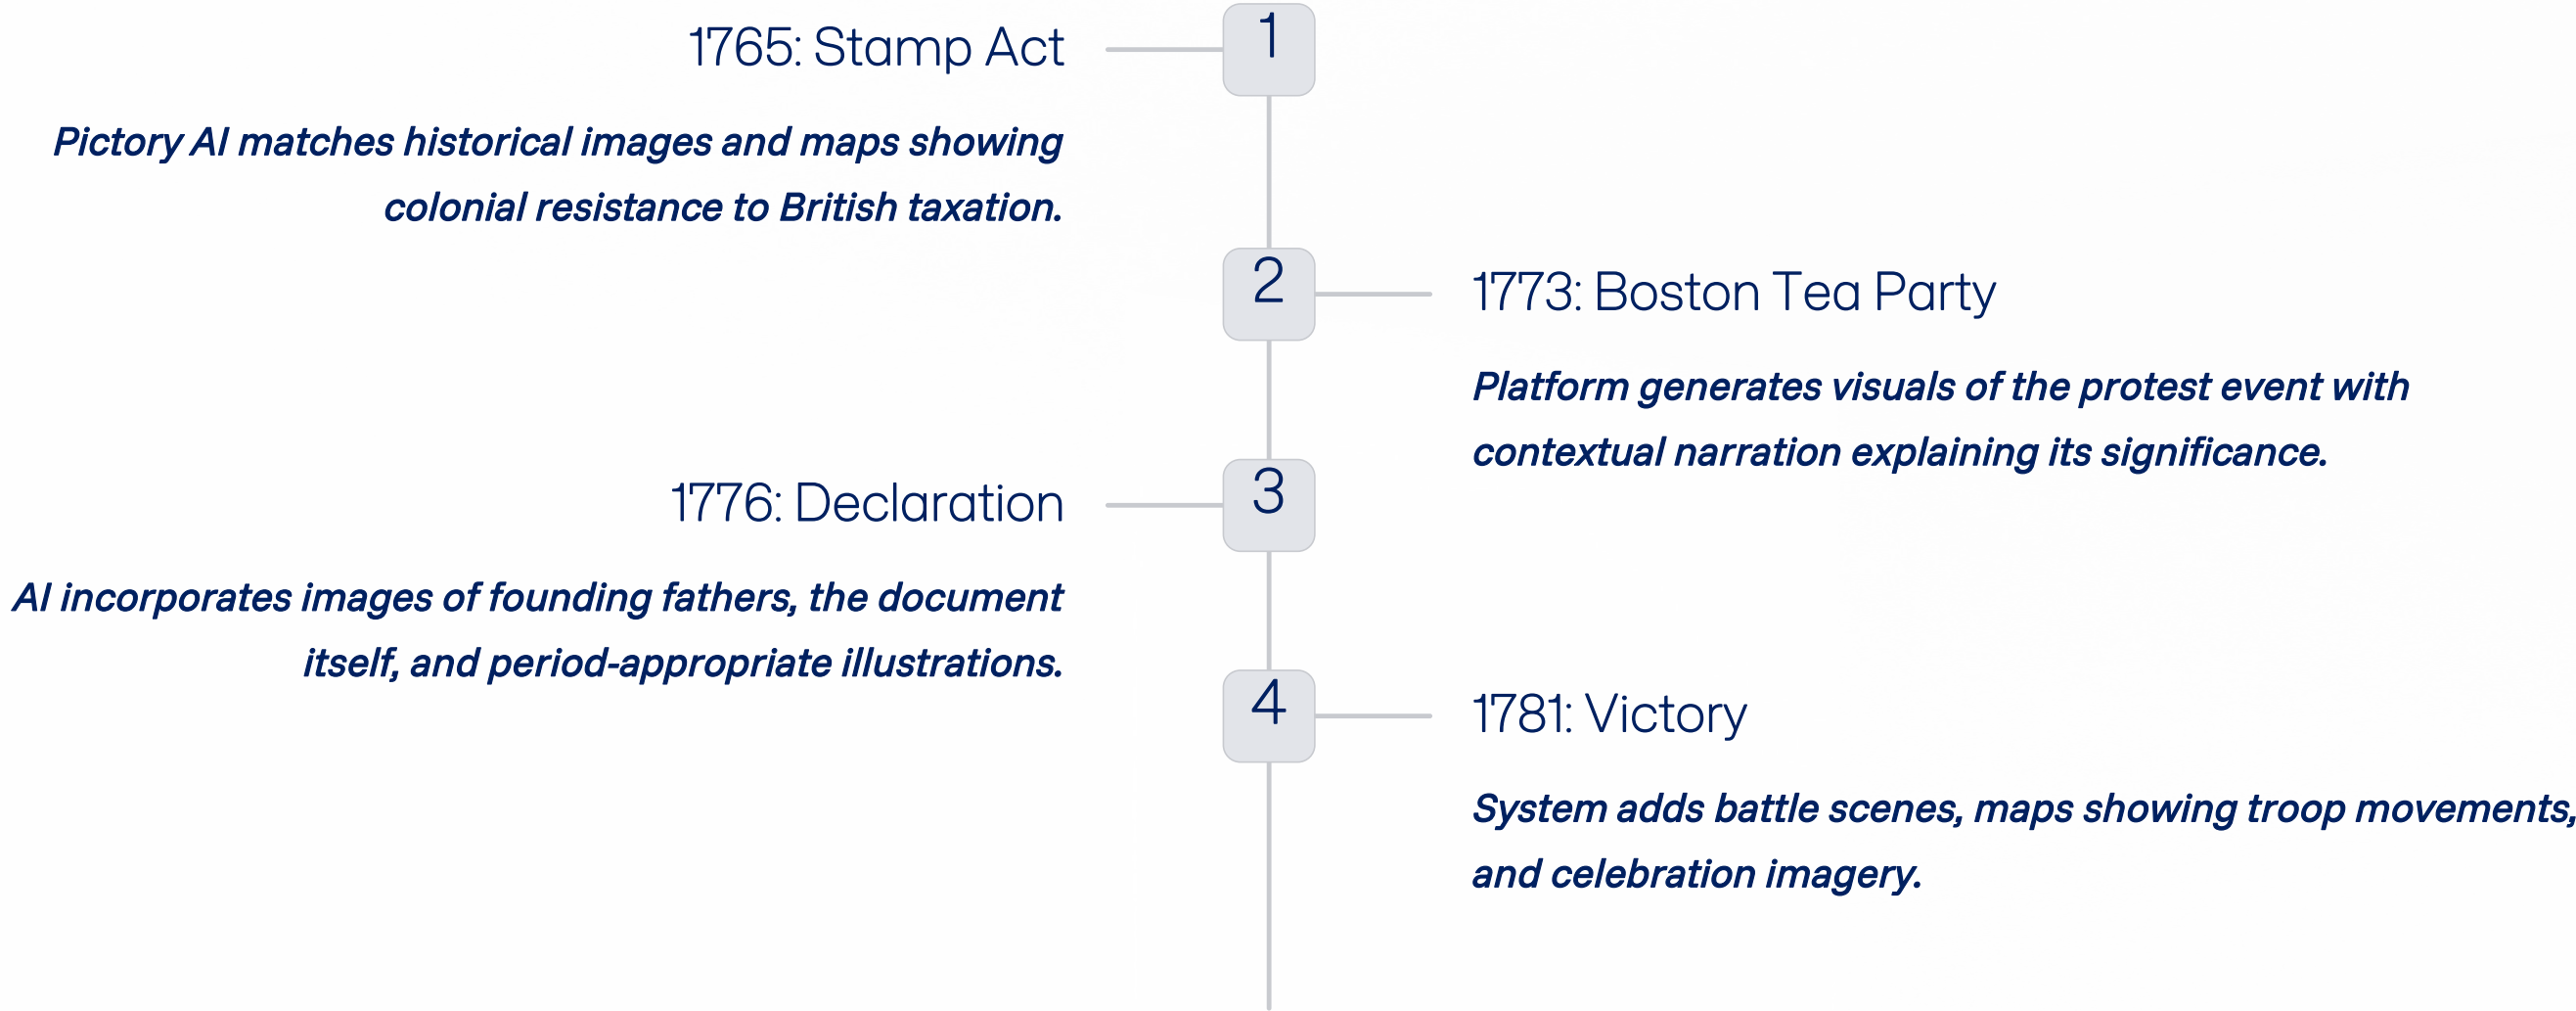 1
1765: Stamp Act
Pictory AI matches historical images and maps showing
colonial resistance to British taxation.
2
1773: Boston Tea Party
Platform generates visuals of the protest event with
contextual narration explaining its significance.
3
1776: Declaration
AI incorporates images of founding fathers, the document
itself, and period-appropriate illustrations.
4
1781: Victory
System adds battle scenes, maps showing troop movements,
and celebration imagery.